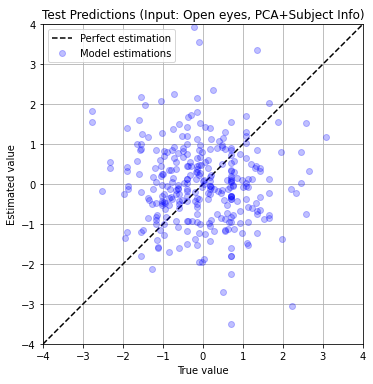 Test Predictions (Input: Open eyes, PCA+Subject Info)
Perfect estimation
Model estimations
4
3
2
1
0
−1
−2
−3
−4
Estimated value
−4 −3 −2 −1 0 1 2 3 4
True value